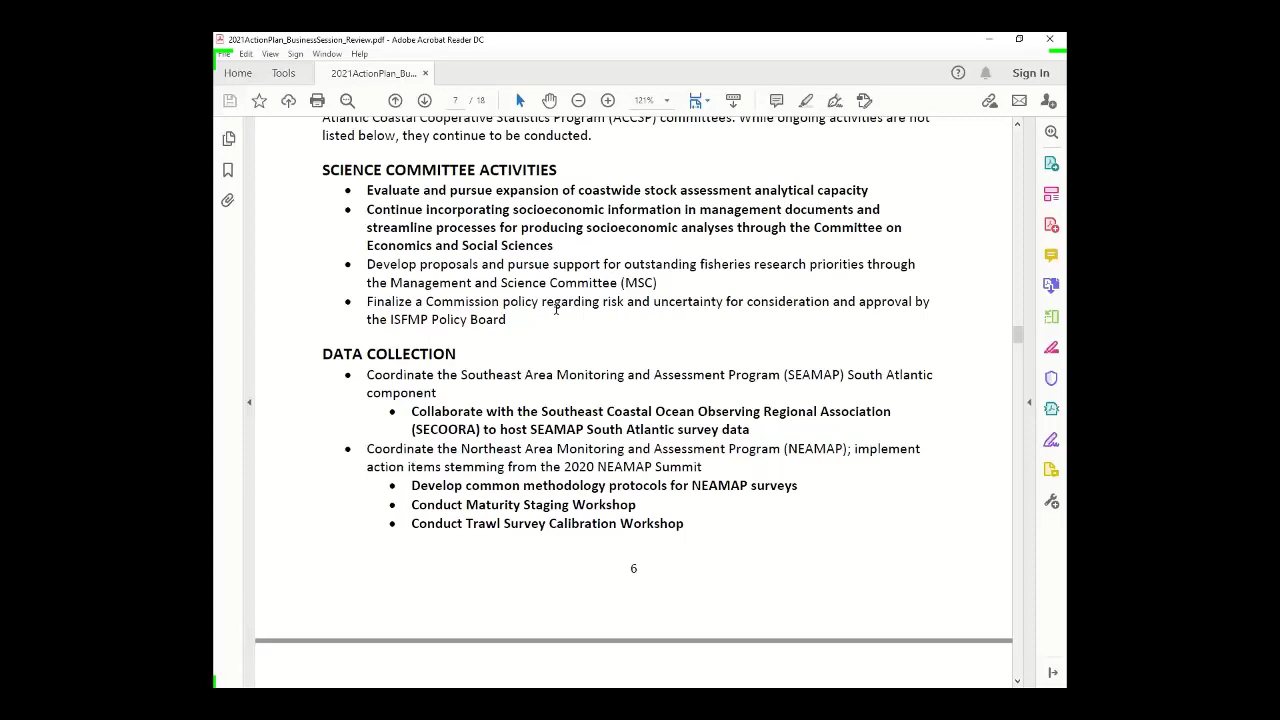 2021ActionPlan_BusinessSession_Review.pdf - Adobe Acrobat Reader DC
File Edit View Sign Window Help
Home Tools 2021ActionPlan_Bu... × Sign In
7 / 18 121%
Atlantic Coastal Cooperative Statistics Program (ACCSP) committees. While ongoing activities are not
listed below, they continue to be conducted.
SCIENCE COMMITTEE ACTIVITIES
• Evaluate and pursue expansion of coastwide stock assessment analytical capacity
• Continue incorporating socioeconomic information in management documents and
streamline processes for producing socioeconomic analyses through the Committee on
Economics and Social Sciences
• Develop proposals and pursue support for outstanding fisheries research priorities through
the Management and Science Committee (MSC)
• Finalize a Commission policy regarding risk and uncertainty for consideration and approval by
the ISFMP Policy Board
DATA COLLECTION
• Coordinate the Southeast Area Monitoring and Assessment Program (SEAMAP) South Atlantic
component
• Collaborate with the Southeast Coastal Ocean Observing Regional Association
(SECOORA) to host SEAMAP South Atlantic survey data
• Coordinate the Northeast Area Monitoring and Assessment Program (NEAMAP); implement
action items stemming from the 2020 NEAMAP Summit
• Develop common methodology protocols for NEAMAP surveys
• Conduct Maturity Staging Workshop
• Conduct Trawl Survey Calibration Workshop
6